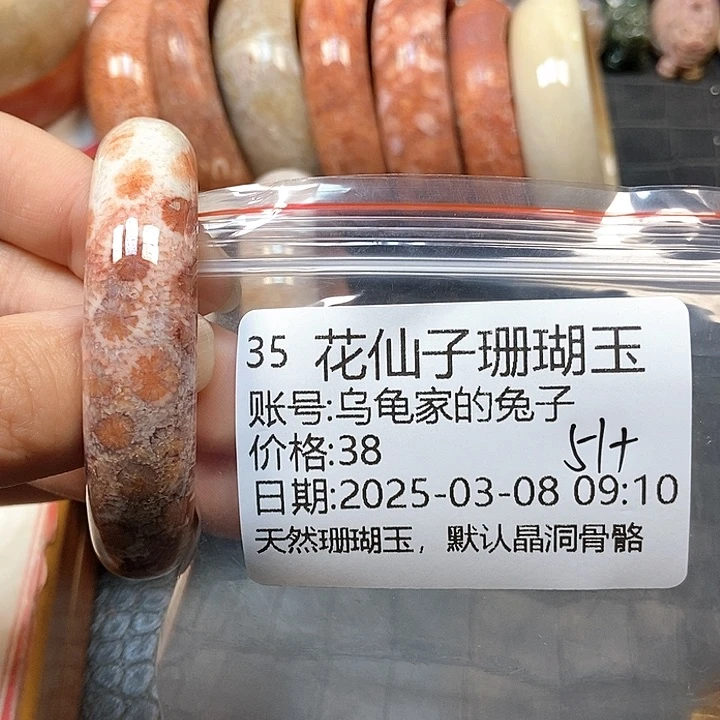 35 花仙子珊瑚玉
账号:乌龟家的兔子
价格:38
51+
日期:2025-03-08 09:10
天然珊瑚玉，默认晶洞骨骼